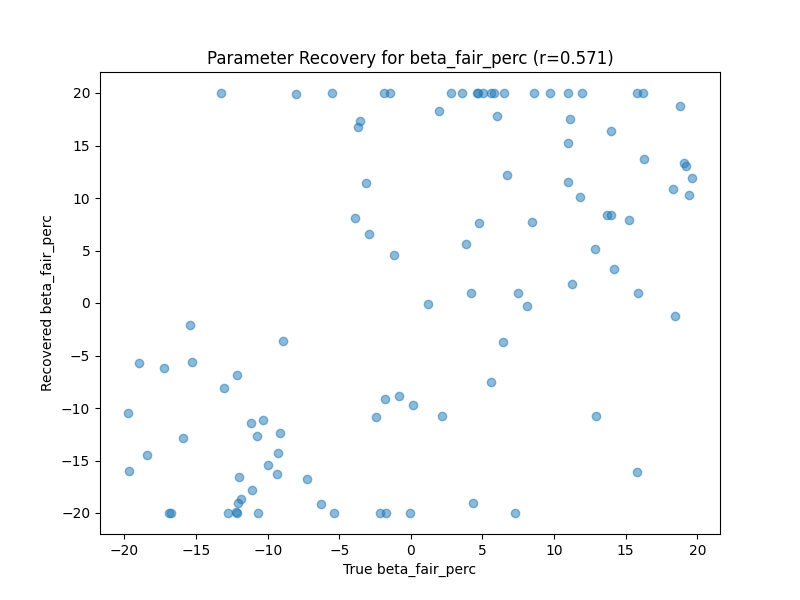 Parameter Recovery for beta_fair_perc (r=0.571)
20
15
10
5
0
−5
−10
−15
−20
Recovered beta_fair_perc
−20 −15 −10 −5 0 5 10 15 20
True beta_fair_perc